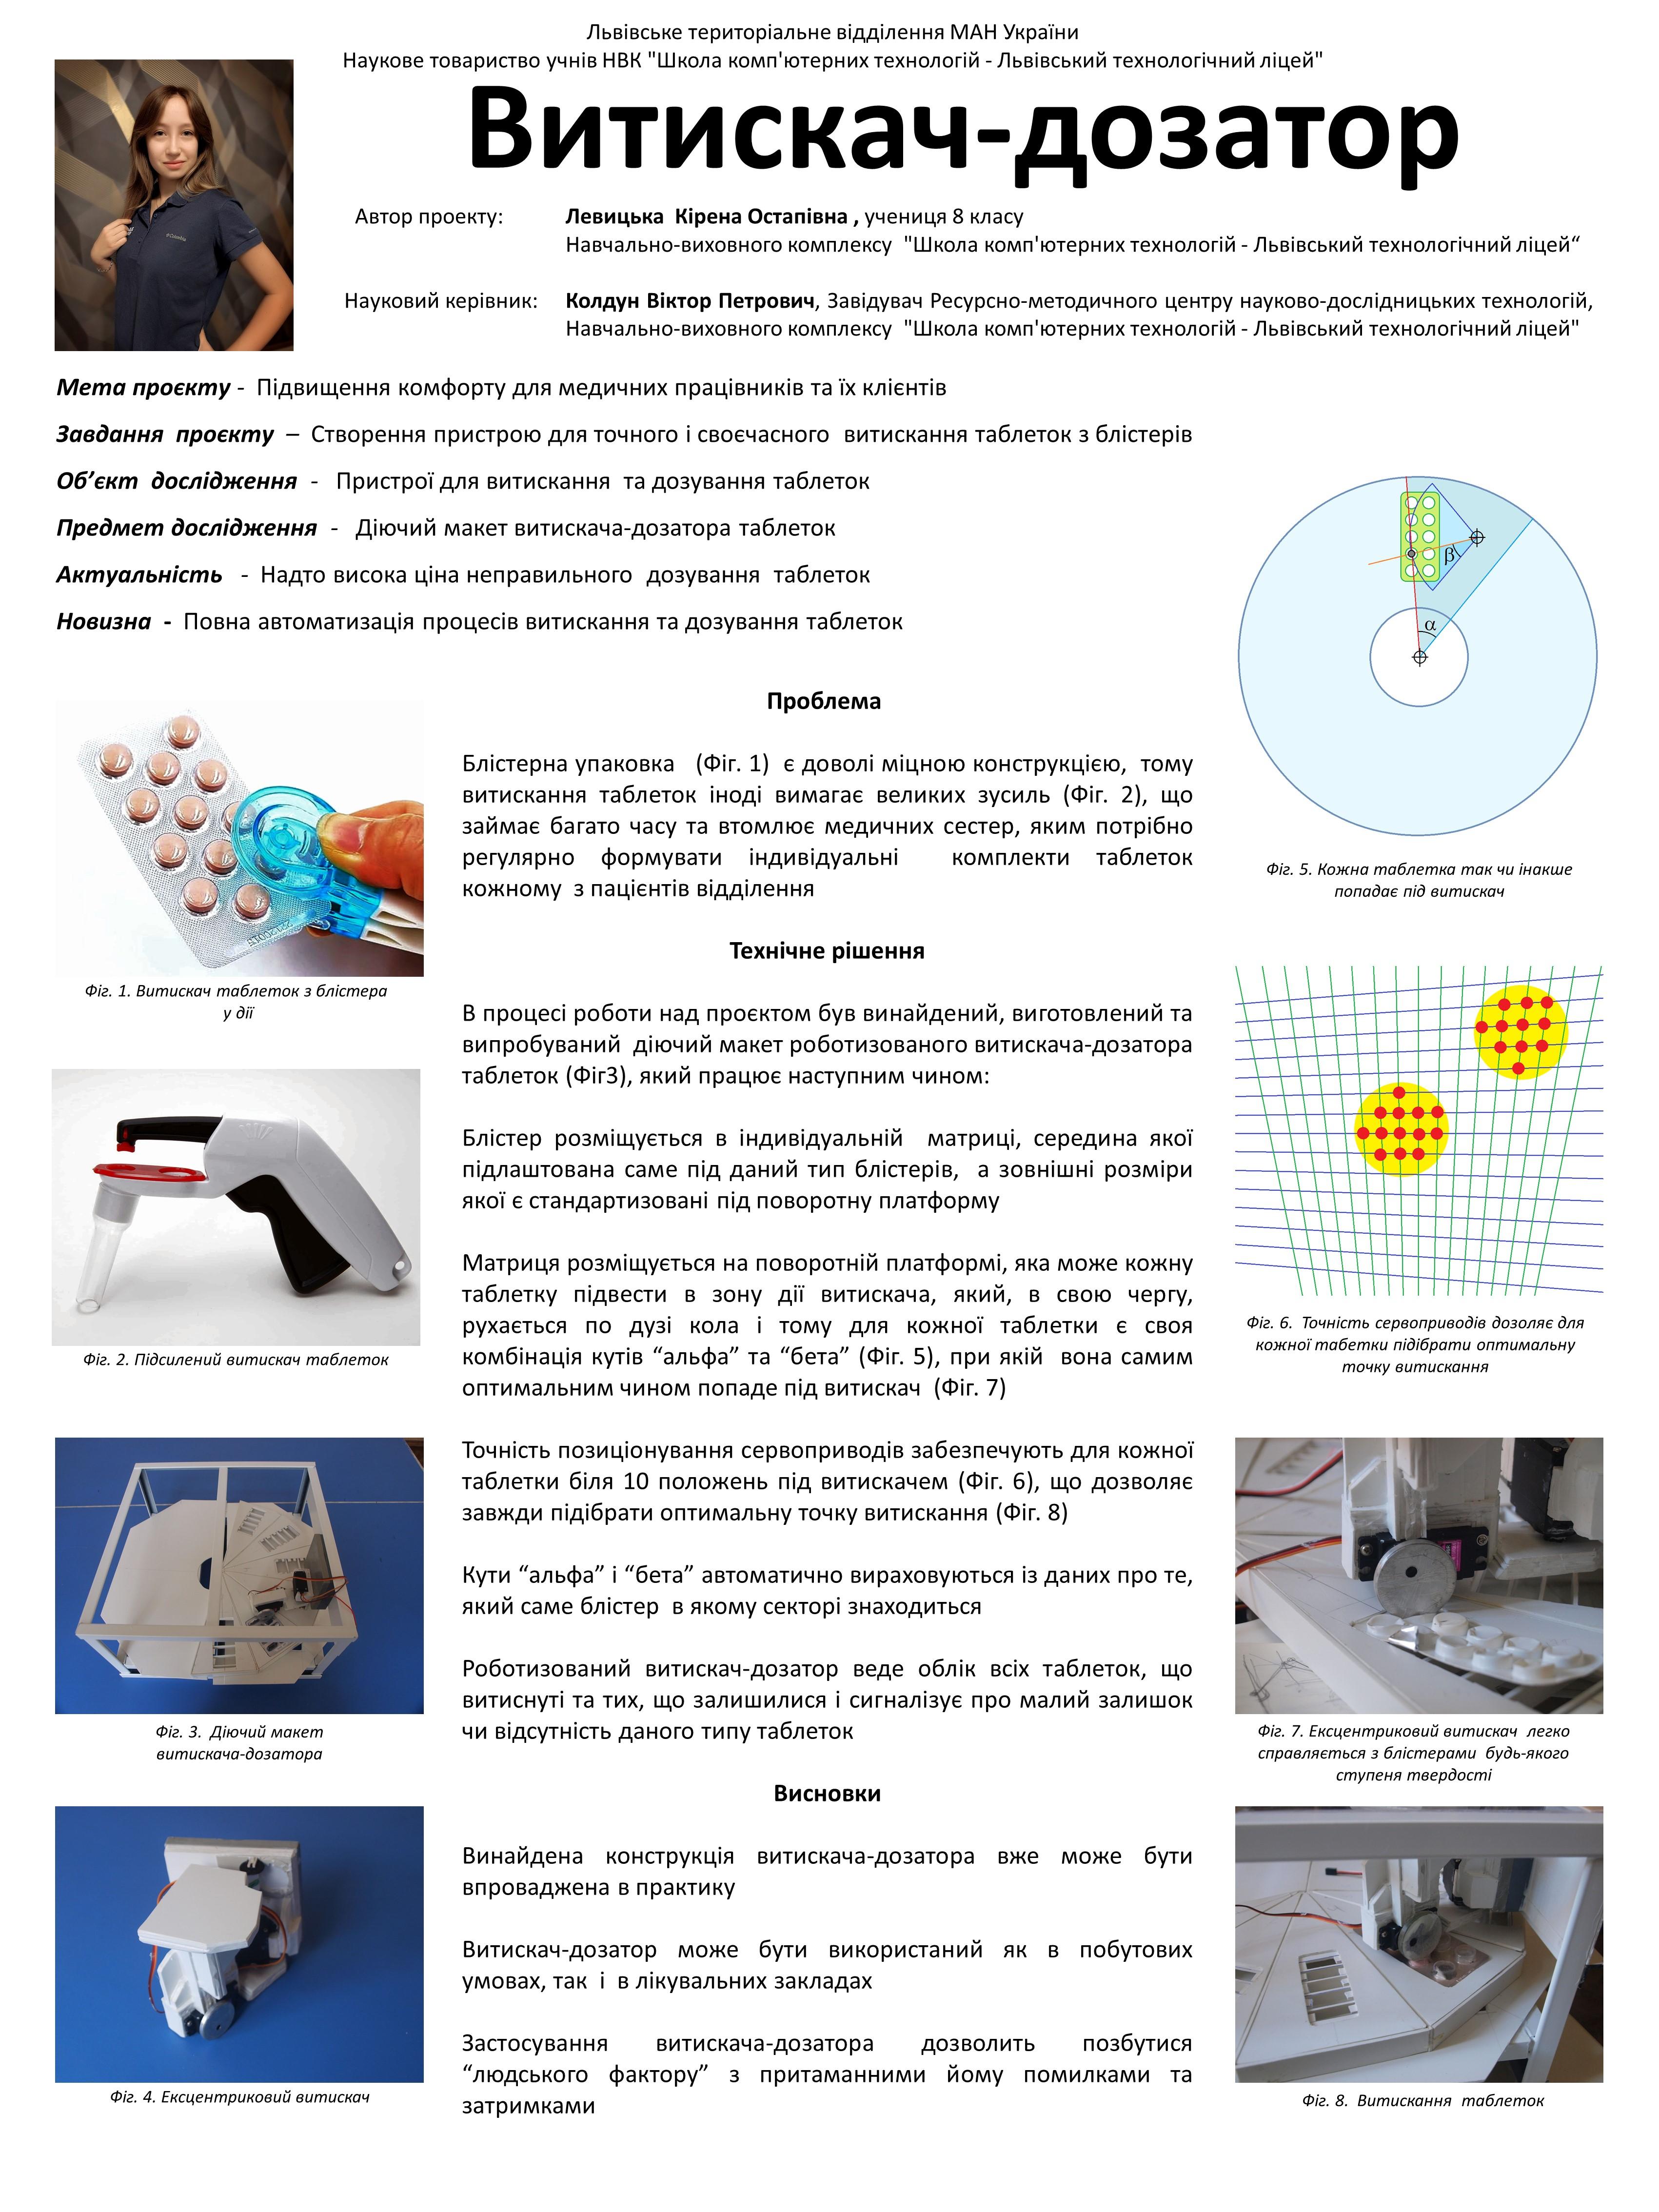 Львівське територіальне відділення МАН України
Наукове товариство учнів НВК "Школа комп'ютерних технологій - Львівський технологічний ліцей"
Витискач-дозатор
Автор проекту: Левицька Кірена Остапівна , учениця 8 класу
Навчально-виховного комплексу "Школа комп'ютерних технологій - Львівський технологічний ліцей“
Науковий керівник: Колдун Віктор Петрович, Завідувач Ресурсно-методичного центру науково-дослідницьких технологій,
Навчально-виховного комплексу "Школа комп'ютерних технологій - Львівський технологічний ліцей"
Columbia
Мета проєкту - Підвищення комфорту для медичних працівників та їх клієнтів
Завдання проєкту – Створення пристрою для точного і своєчасного витискання таблеток з блістерів
Об’єкт дослідження - Пристрої для витискання та дозування таблеток
Предмет дослідження - Діючий макет витискача-дозатора таблеток
Актуальність - Надто висока ціна неправильного дозування таблеток
Новизна - Повна автоматизація процесів витискання та дозування таблеток
Проблема
Блістерна упаковка (Фіг. 1) є доволі міцною конструкцією, тому
витискання таблеток іноді вимагає великих зусиль (Фіг. 2), що
займає багато часу та втомлює медичних сестер, яким потрібно
регулярно формувати індивідуальні комплекти таблеток
кожному з пацієнтів відділення
Технічне рішення
В процесі роботи над проєктом був винайдений, виготовлений та
випробуваний діючий макет роботизованого витискача-дозатора
таблеток (Фіг3), який працює наступним чином:
Блістер розміщується в індивідуальній матриці, середина якої
підлаштована саме під даний тип блістерів, а зовнішні розміри
якої є стандартизовані під поворотну платформу
Матриця розміщується на поворотній платформі, яка може кожну
таблетку підвести в зону дії витискача, який, в свою чергу,
рухається по дузі кола і тому для кожної таблетки є своя
комбінація кутів “альфа” та “бета” (Фіг. 5), при якій вона самим
оптимальним чином попаде під витискач (Фіг. 7)
Точність позиціонування сервоприводів забезпечують для кожної
таблетки біля 10 положень під витискачем (Фіг. 6), що дозволяє
завжди підібрати оптимальну точку витискання (Фіг. 8)
Кути “альфа” і “бета” автоматично вираховуються із даних про те,
який саме блістер в якому секторі знаходиться
Роботизований витискач-дозатор веде облік всіх таблеток, що
витиснуті та тих, що залишилися і сигналізує про малий залишок
чи відсутність даного типу таблеток
Висновки
Винайдена конструкція витискача-дозатора вже може бути
впроваджена в практику
Витискач-дозатор може бути використаний як в побутових
умовах, так і в лікувальних закладах
Застосування витискача-дозатора дозволить позбутися
“людського фактору” з притаманними йому помилками та
затримками
Фіг. 1. Витискач таблеток з блістера
у дії
Фіг. 2. Підсилений витискач таблеток
Фіг. 3. Діючий макет
витискача-дозатора
Фіг. 4. Ексцентриковий витискач
β
α
Фіг. 5. Кожна таблетка так чи інакше
попадає під витискач
Фіг. 6. Точність сервоприводів дозоляє для
кожної табетки підібрати оптимальну
точку витискання
Фіг. 7. Ексцентриковий витискач легко
справляється з блістерами будь-якого
ступеня твердості
Фіг. 8. Витискання таблеток